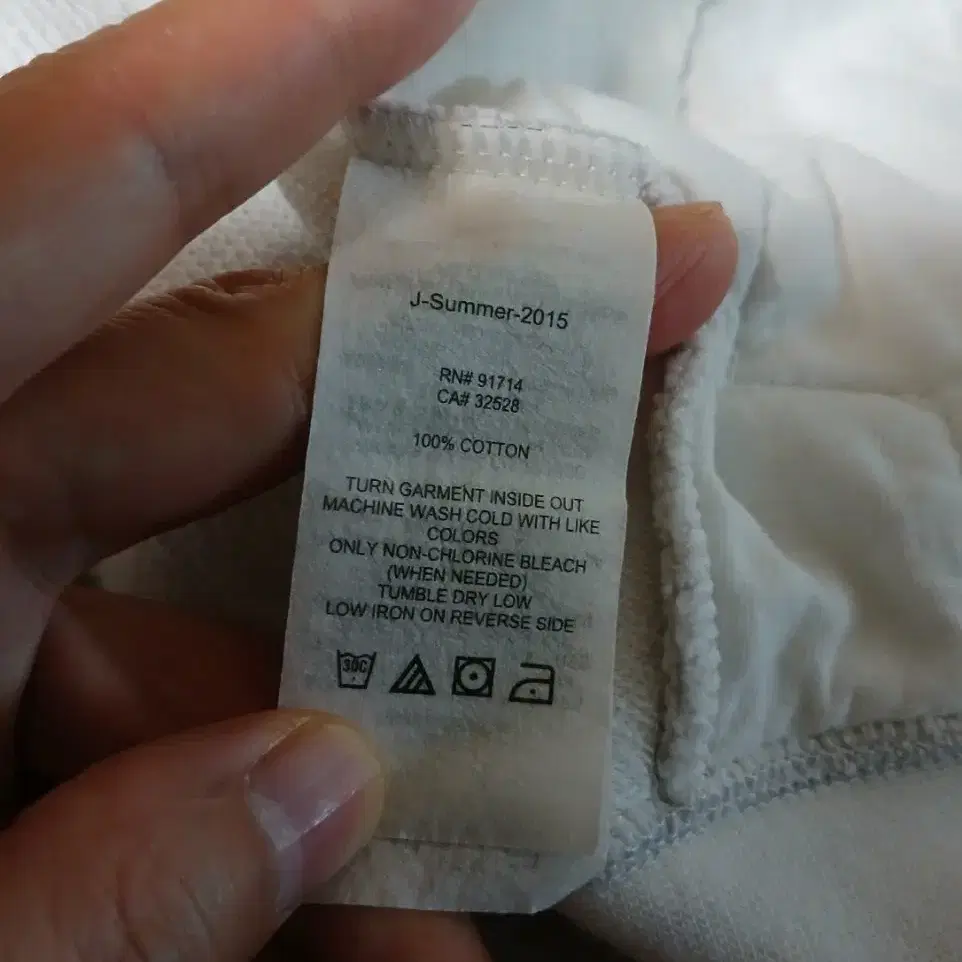 J-Summer-2015
RN# 91714
CA# 32528
100% COTTON
TURN GARMENT INSIDE OUT
MACHINE WASH COLD WITH LIKE
COLORS
ONLY NON-CHLORINE BLEACH
(WHEN NEEDED)
TUMBLE DRY LOW
LOW IRON ON REVERSE SIDE
30C